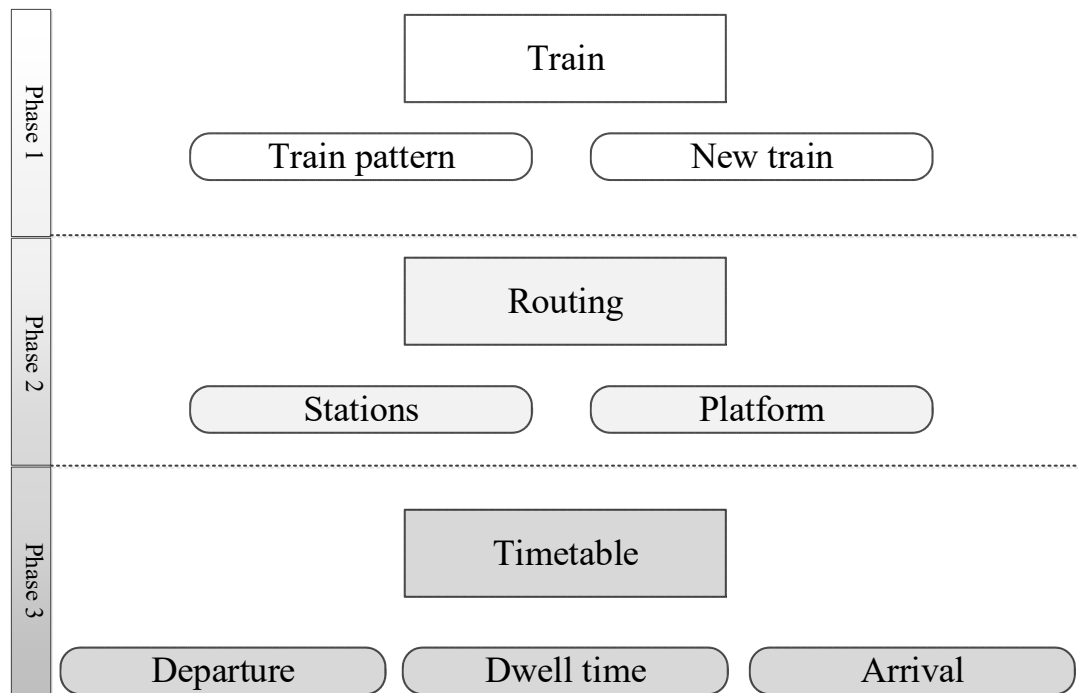 Phase 1
Train
Train pattern
New train
Phase 2
Routing
Stations
Platform
Phase 3
Timetable
Departure
Dwell time
Arrival